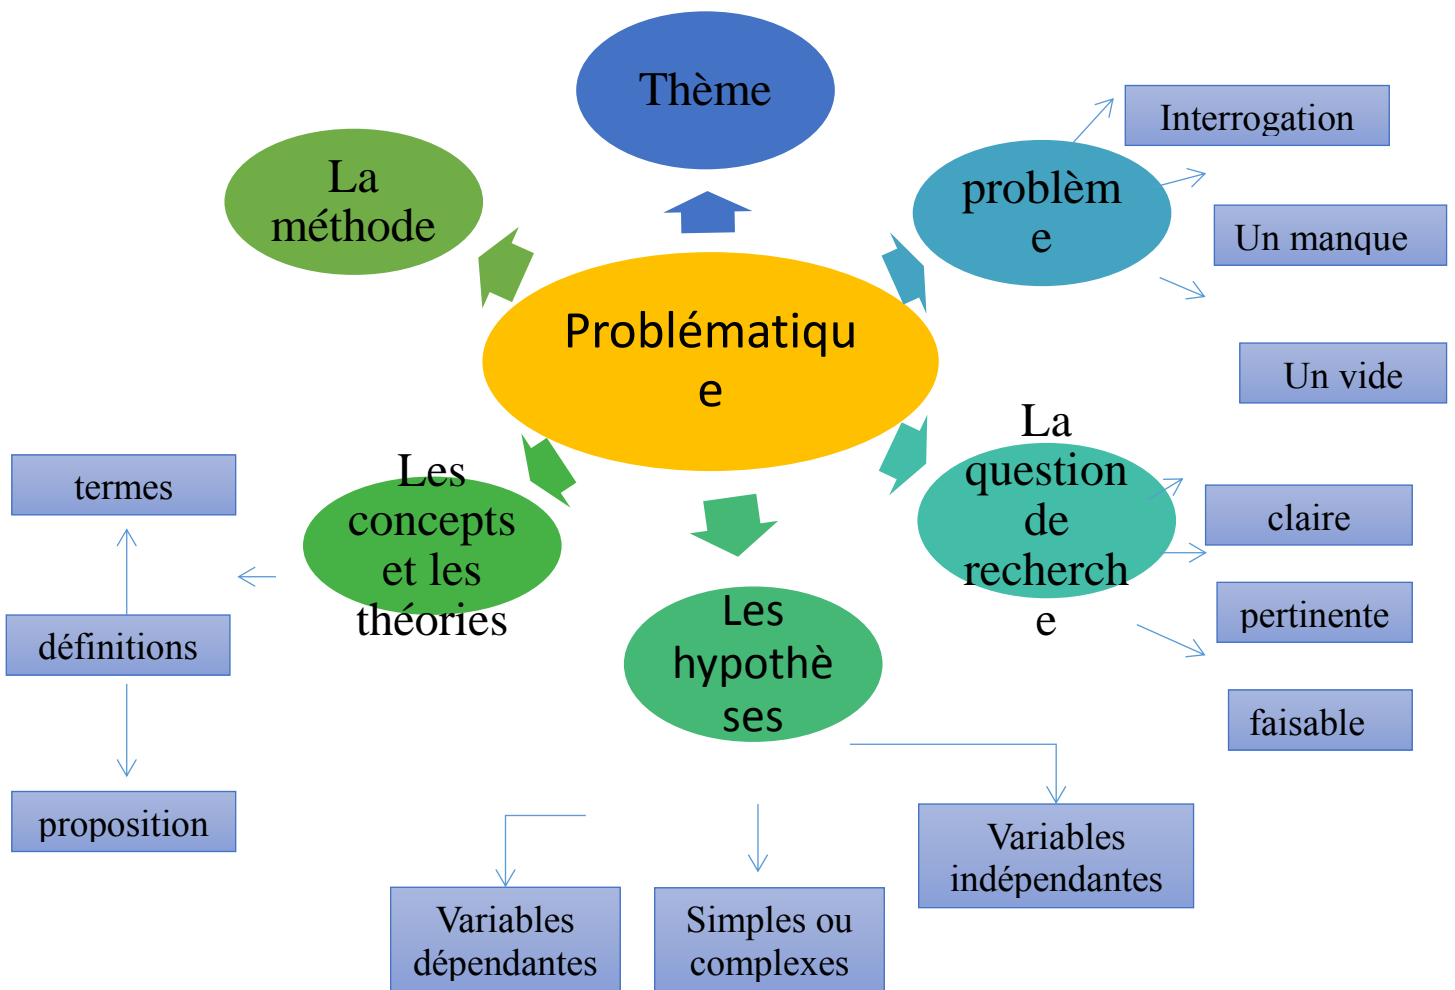 Thème
Interrogation
La
méthode
problèm
e
Un manque
Problématiqu
e
Un vide
La
question
de
recherch
e
Les
concepts
et les
théories
termes
claire
définitions
pertinente
Les
hypothè
ses
faisable
proposition
Variables
indépendantes
Variables
dépendantes
Simples ou
complexes